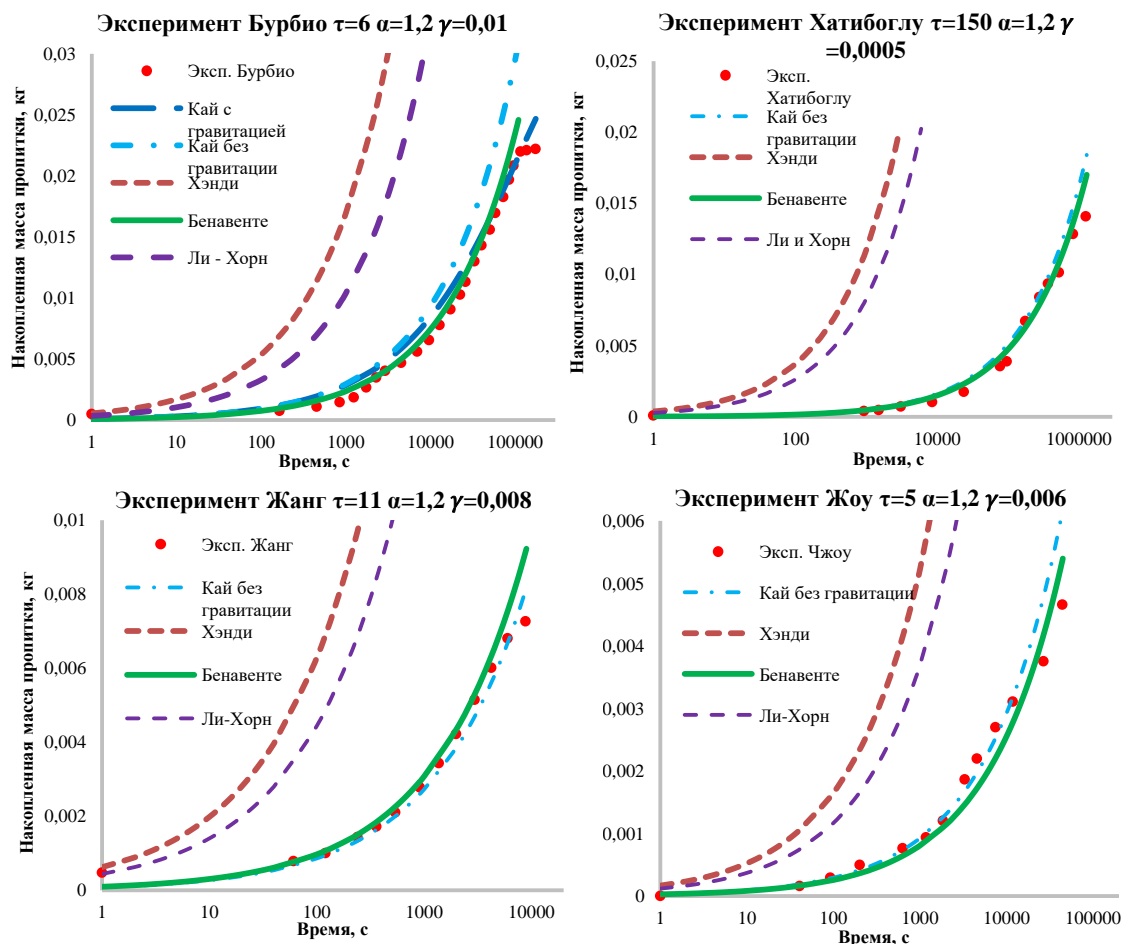 Эксперимент Бурбио τ=6 α=1,2 γ=0,01
Накопленная масса пропитки, кг
0,03
0,025
0,02
0,015
0,01
0,005
0
Эксп. Бурбио
Кай с
гравитацией
Кай без
гравитации
Хэнди
Бенавенте
Ли - Хорн
1
10
100
1000
10000
100000
Время, с
Эксперимент Хатибоглу τ=150 α=1,2 γ
=0,0005
Накопленная масса пропитки, кг
0,025
0,02
0,015
0,01
0,005
0
Эксп.
Хатибоглу
Кай без
гравитации
Хэнди
Бенавенте
Ли и Хорн
1
100
10000
1000000
Время, с
Эксперимент Жанг τ=11 α=1,2 γ=0,008
Накопленная масса пропитки, кг
0,01
0,008
0,006
0,004
0,002
0
Эксп. Жанг
Кай без
гравитации
Хэнди
Бенавенте
Ли-Хорн
1
10
100
1000
10000
Время, с
Эксперимент Жоу τ=5 α=1,2 γ=0,006
Накопленная масса пропитки, кг
0,006
0,005
0,004
0,003
0,002
0,001
0
Эксп. Чжоу
Кай без гравитации
Хэнди
Бенавенте
Ли-Хорн
1
10
100
1000
10000
100000
Время, с